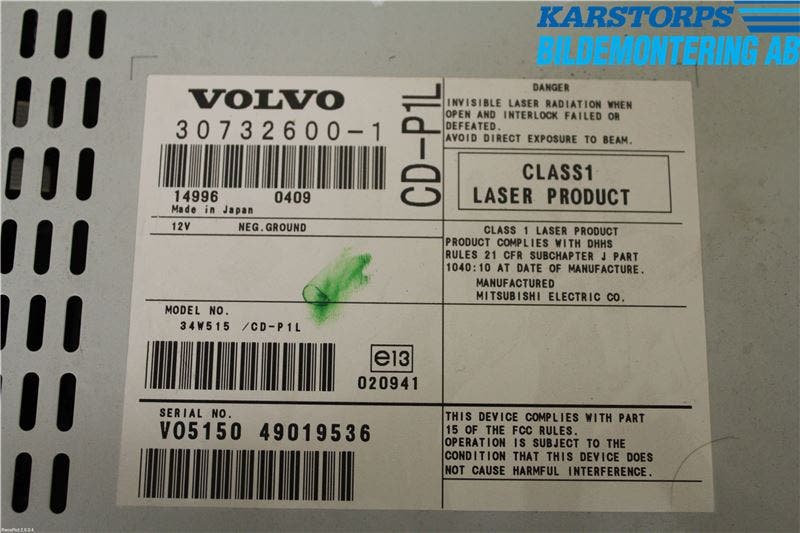 KARSTORPS
BILDEMONTERING AB
VOLVO
30732600-1
14996 0409
Made in Japan
CD-P1L
12V NEG.GROUND
MODEL NO.
34W515 /CD-P1L
e13
020941
SERIAL NO.
VO5150 49019536
DANGER
INVISIBLE LASER RADIATION WHEN
OPEN AND INTERLOCK FAILED OR
DEFEATED.
AVOID DIRECT EXPOSURE TO BEAM.
CLASS1
LASER PRODUCT
CLASS 1 LASER PRODUCT
PRODUCT COMPLIES WITH DHHS
RULES 21 CFR SUBCHAPTER J PART
1040:10 AT DATE OF MANUFACTURE.
MANUFACTURED
MITSUBISHI ELECTRIC CO.
THIS DEVICE COMPLIES WITH PART
15 OF THE FCC RULES.
OPERATION IS SUBJECT TO THE
CONDITION THAT THIS DEVICE DOES
NOT CAUSE HARMFUL INTERFERENCE.